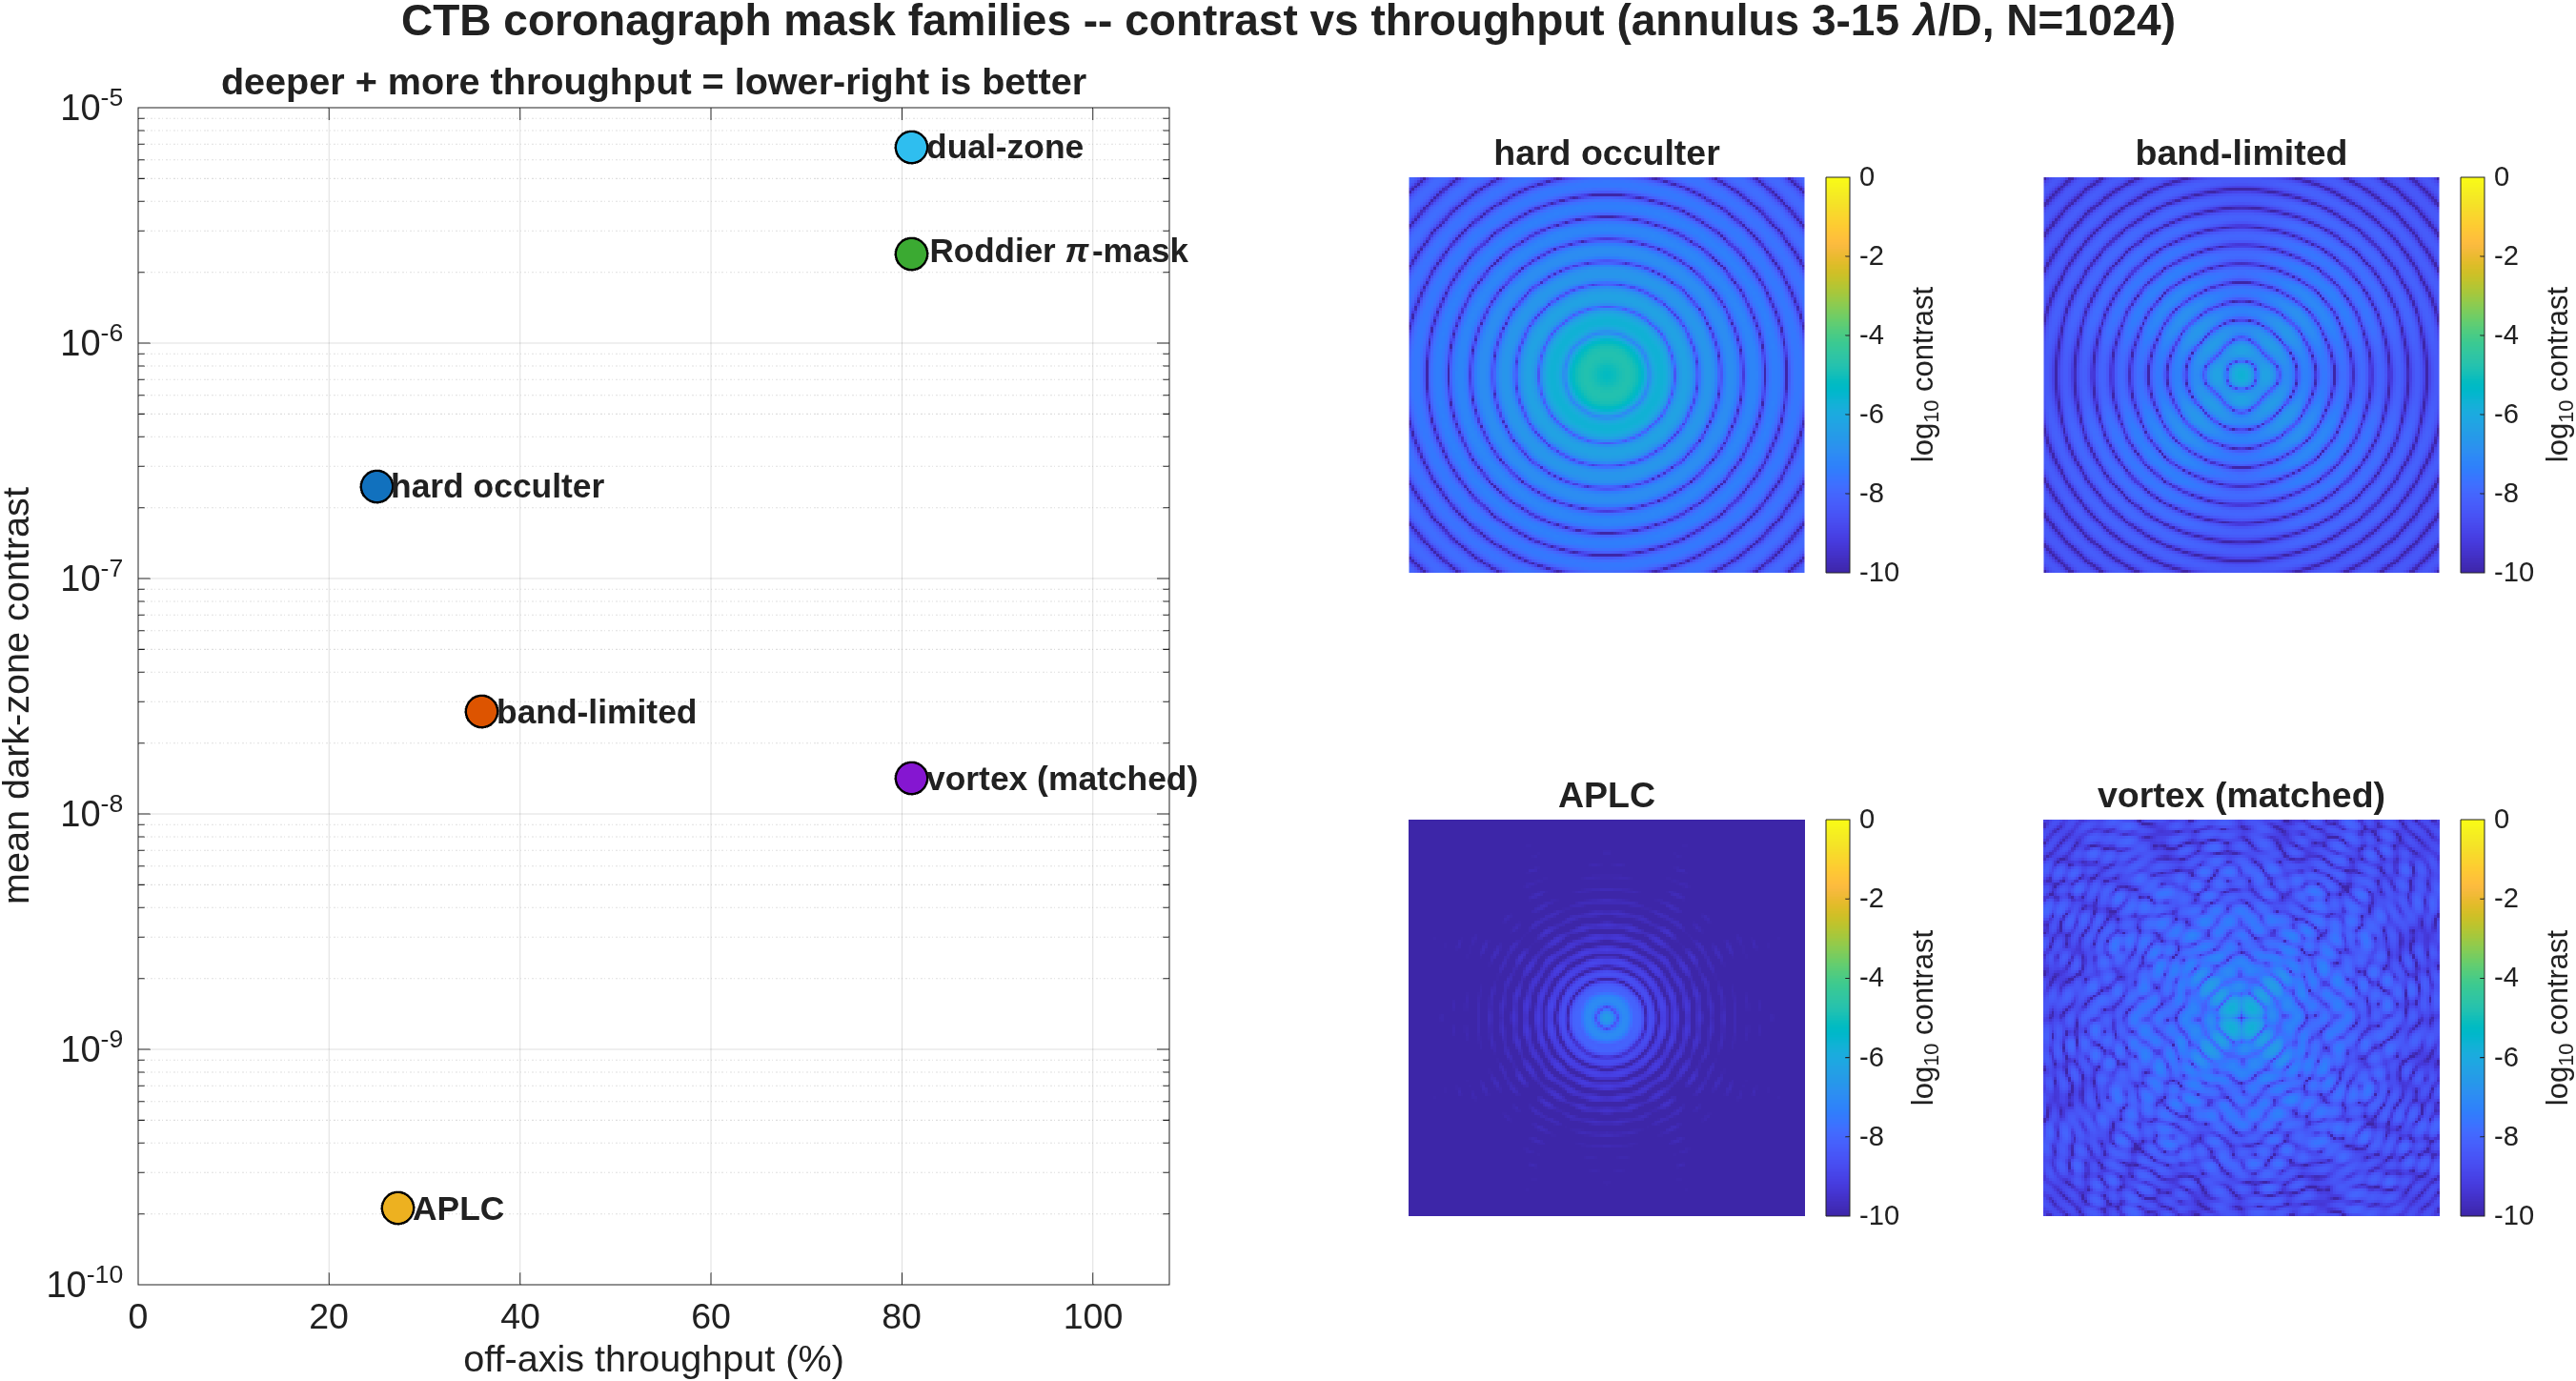 CTB coronagraph mask families -- contrast vs throughput (annulus 3-15 λ/D, N=1024)
deeper + more throughput = lower-right is better
10-5
10-6
10-7
10-8
10-9
10-10
mean dark-zone contrast
dual-zone
Roddier π-mask
hard occulter
band-limited
vortex (matched)
APLC
0
20
40
60
80
100
off-axis throughput (%)
hard occulter
0
-2
-4
-6
-8
-10
log10 contrast
band-limited
0
-2
-4
-6
-8
-10
log10 contrast
APLC
0
-2
-4
-6
-8
-10
log10 contrast
vortex (matched)
0
-2
-4
-6
-8
-10
log10 contrast